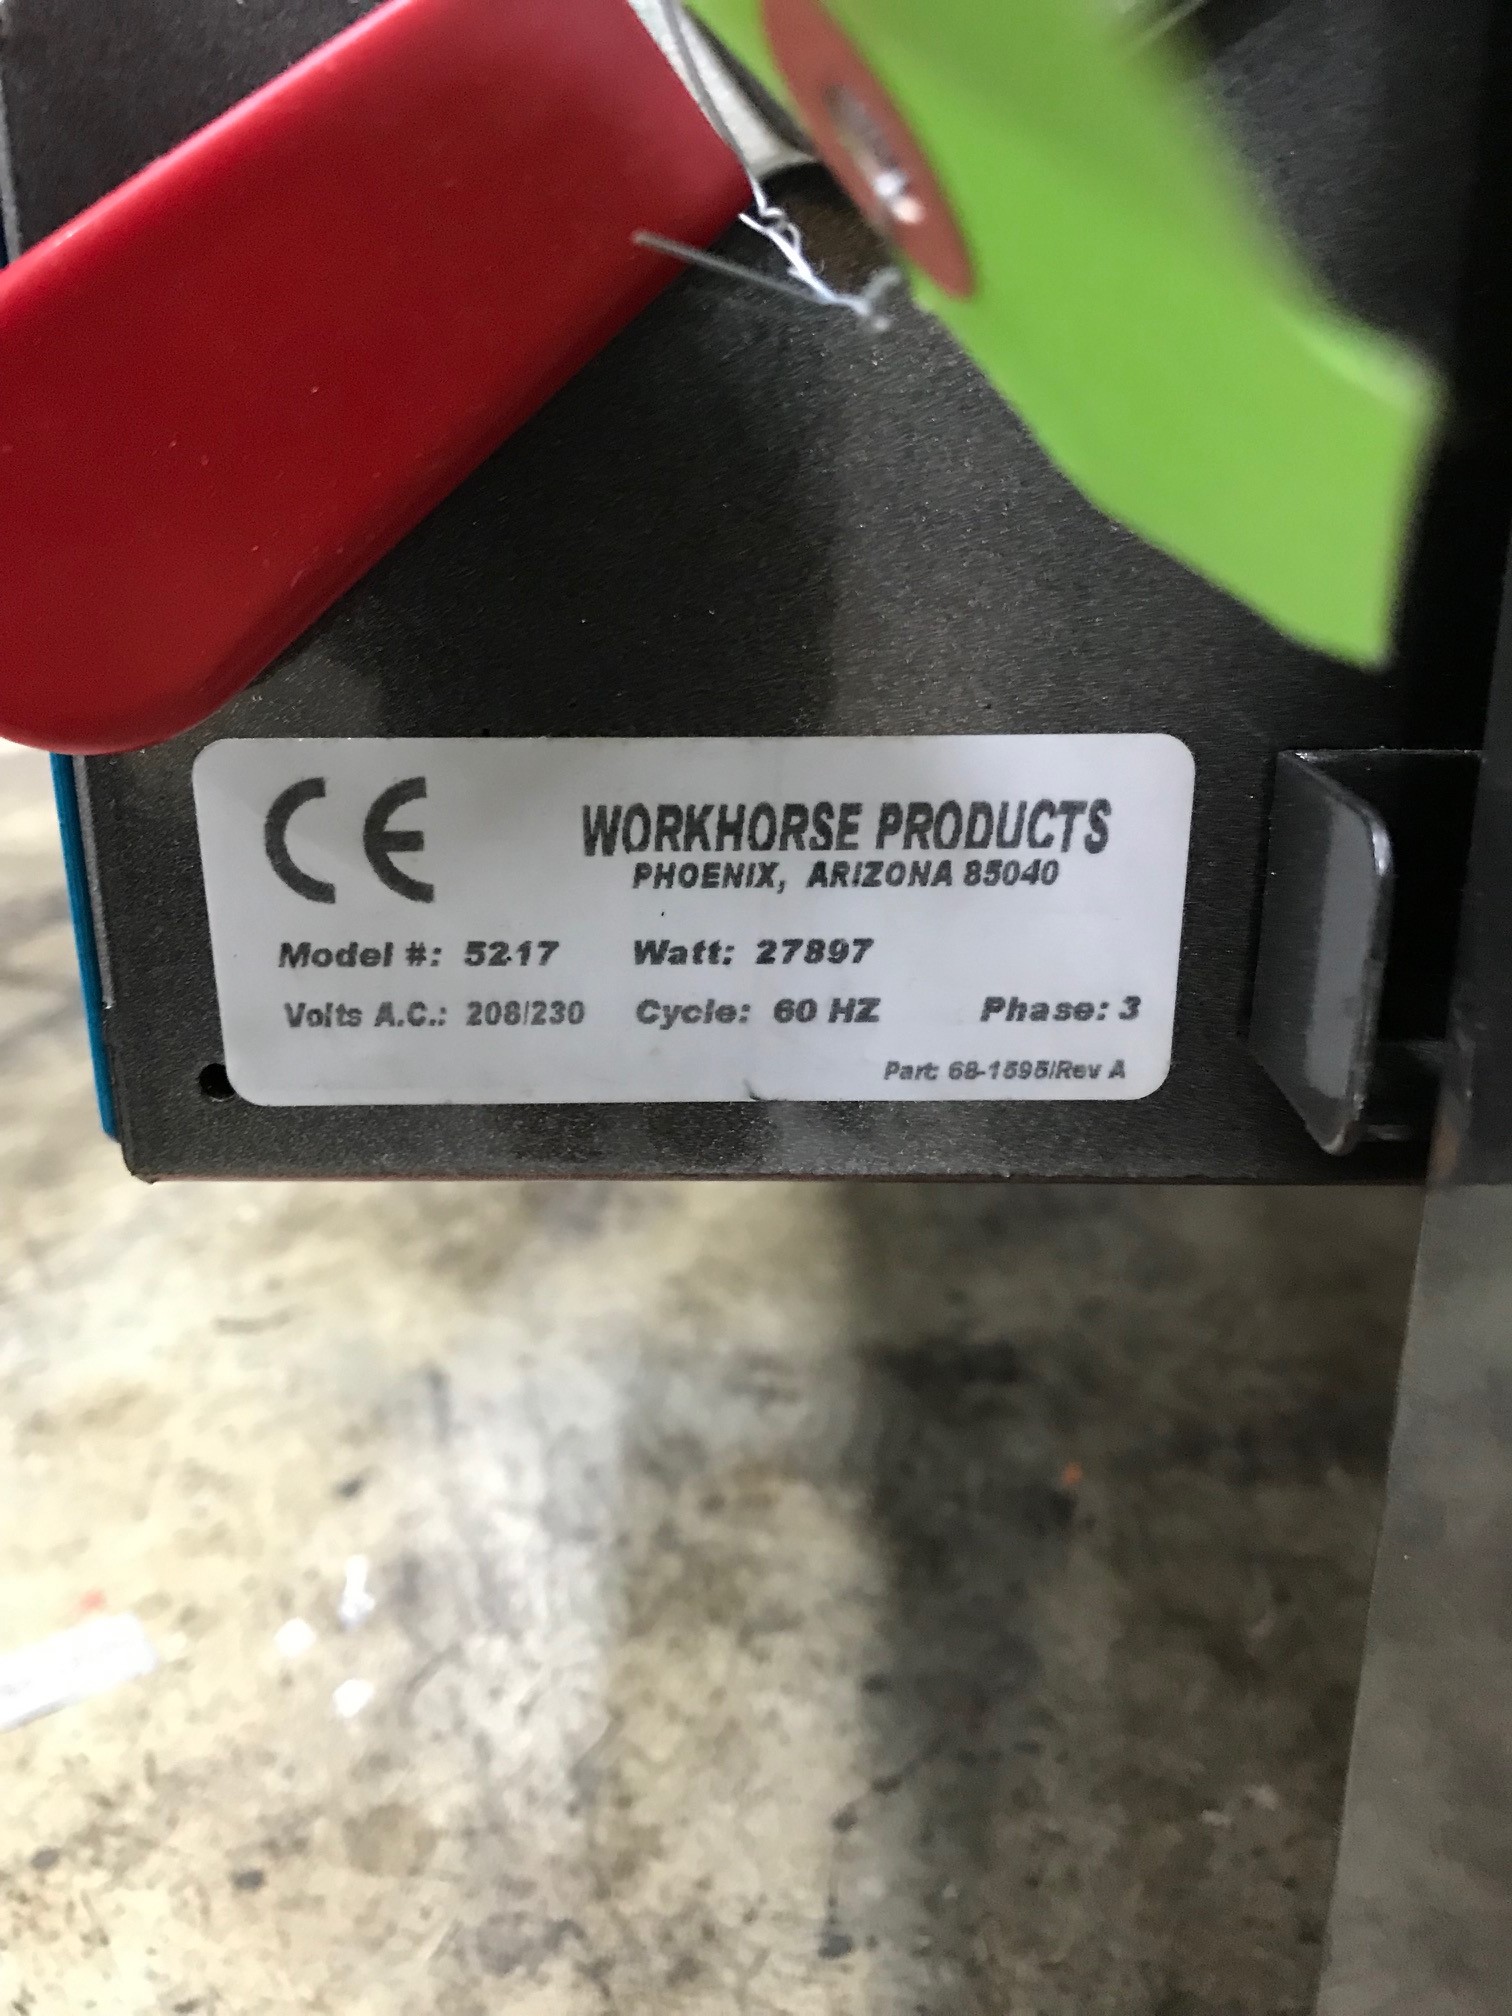 CE WORKHORSE PRODUCTS
PHOENIX, ARIZONA 85040
Model #: 5217 Watt: 27897
Volts A.C.: 208/230 Cycle: 60 HZ Phase: 3
Part: 68-1595/Rev A